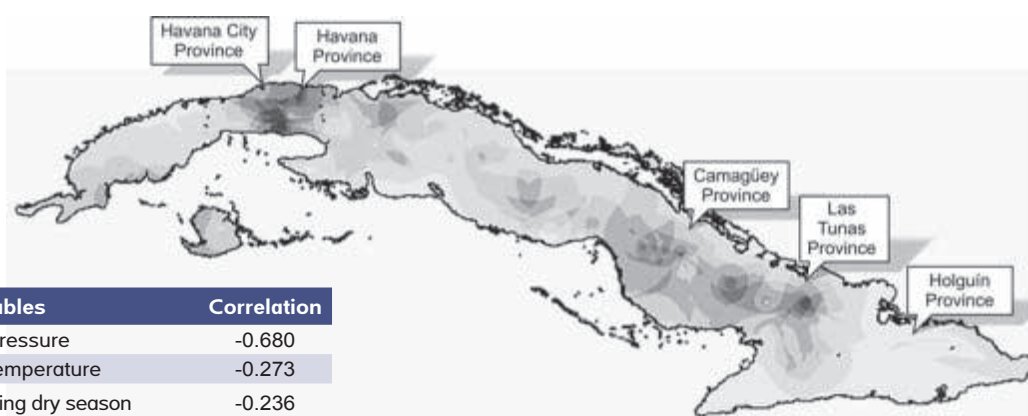 Havana City
Province
Havana
Province
Camagüey
Province
Las
Tunas
Province
Holguín
Province
ables Correlation
ressure -0.680
emperature -0.273
ing dry season -0.236